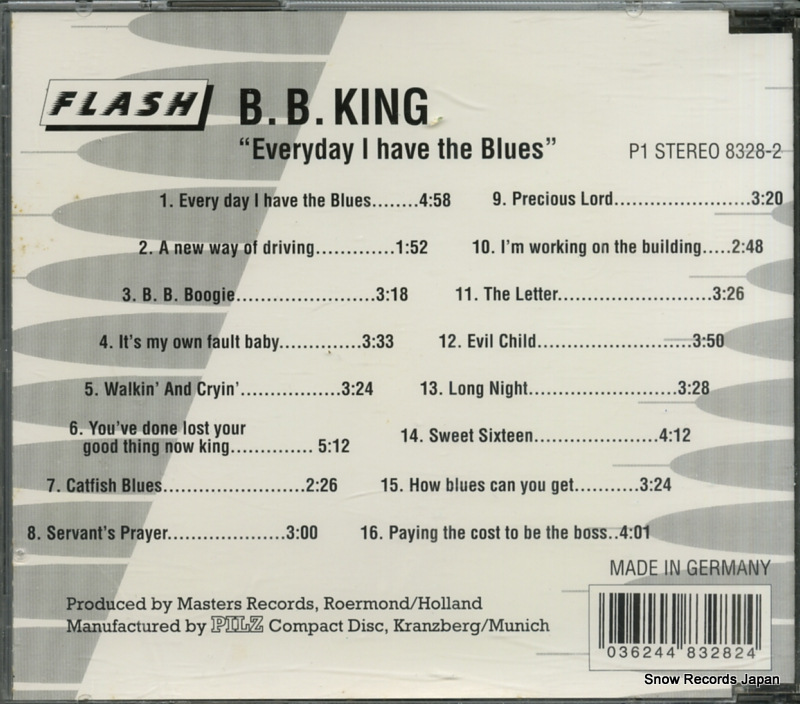 FLASH
B. B. KING
“Everyday I have the Blues”
P1 STEREO 8328-2
1. Every day I have the Blues........4:58
2. A new way of driving.............1:52
3. B. B. Boogie.......................3:18
4. It's my own fault baby..............3:33
5. Walkin' And Cryin'.................3:24
6. You've done lost your
good thing now king.............. 5:12
7. Catfish Blues.......................2:26
8. Servant's Prayer....................3:00
9. Precious Lord.......................3:20
10. I'm working on the building.....2:48
11. The Letter..........................3:26
12. Evil Child..........................3:50
13. Long Night.........................3:28
14. Sweet Sixteen.....................4:12
15. How blues can you get...........3:24
16. Paying the cost to be the boss..4:01
MADE IN GERMANY
Produced by Masters Records, Roermond/Holland
Manufactured by PILZ Compact Disc, Kranzberg/Munich
036244 832824
Snow Records Japan